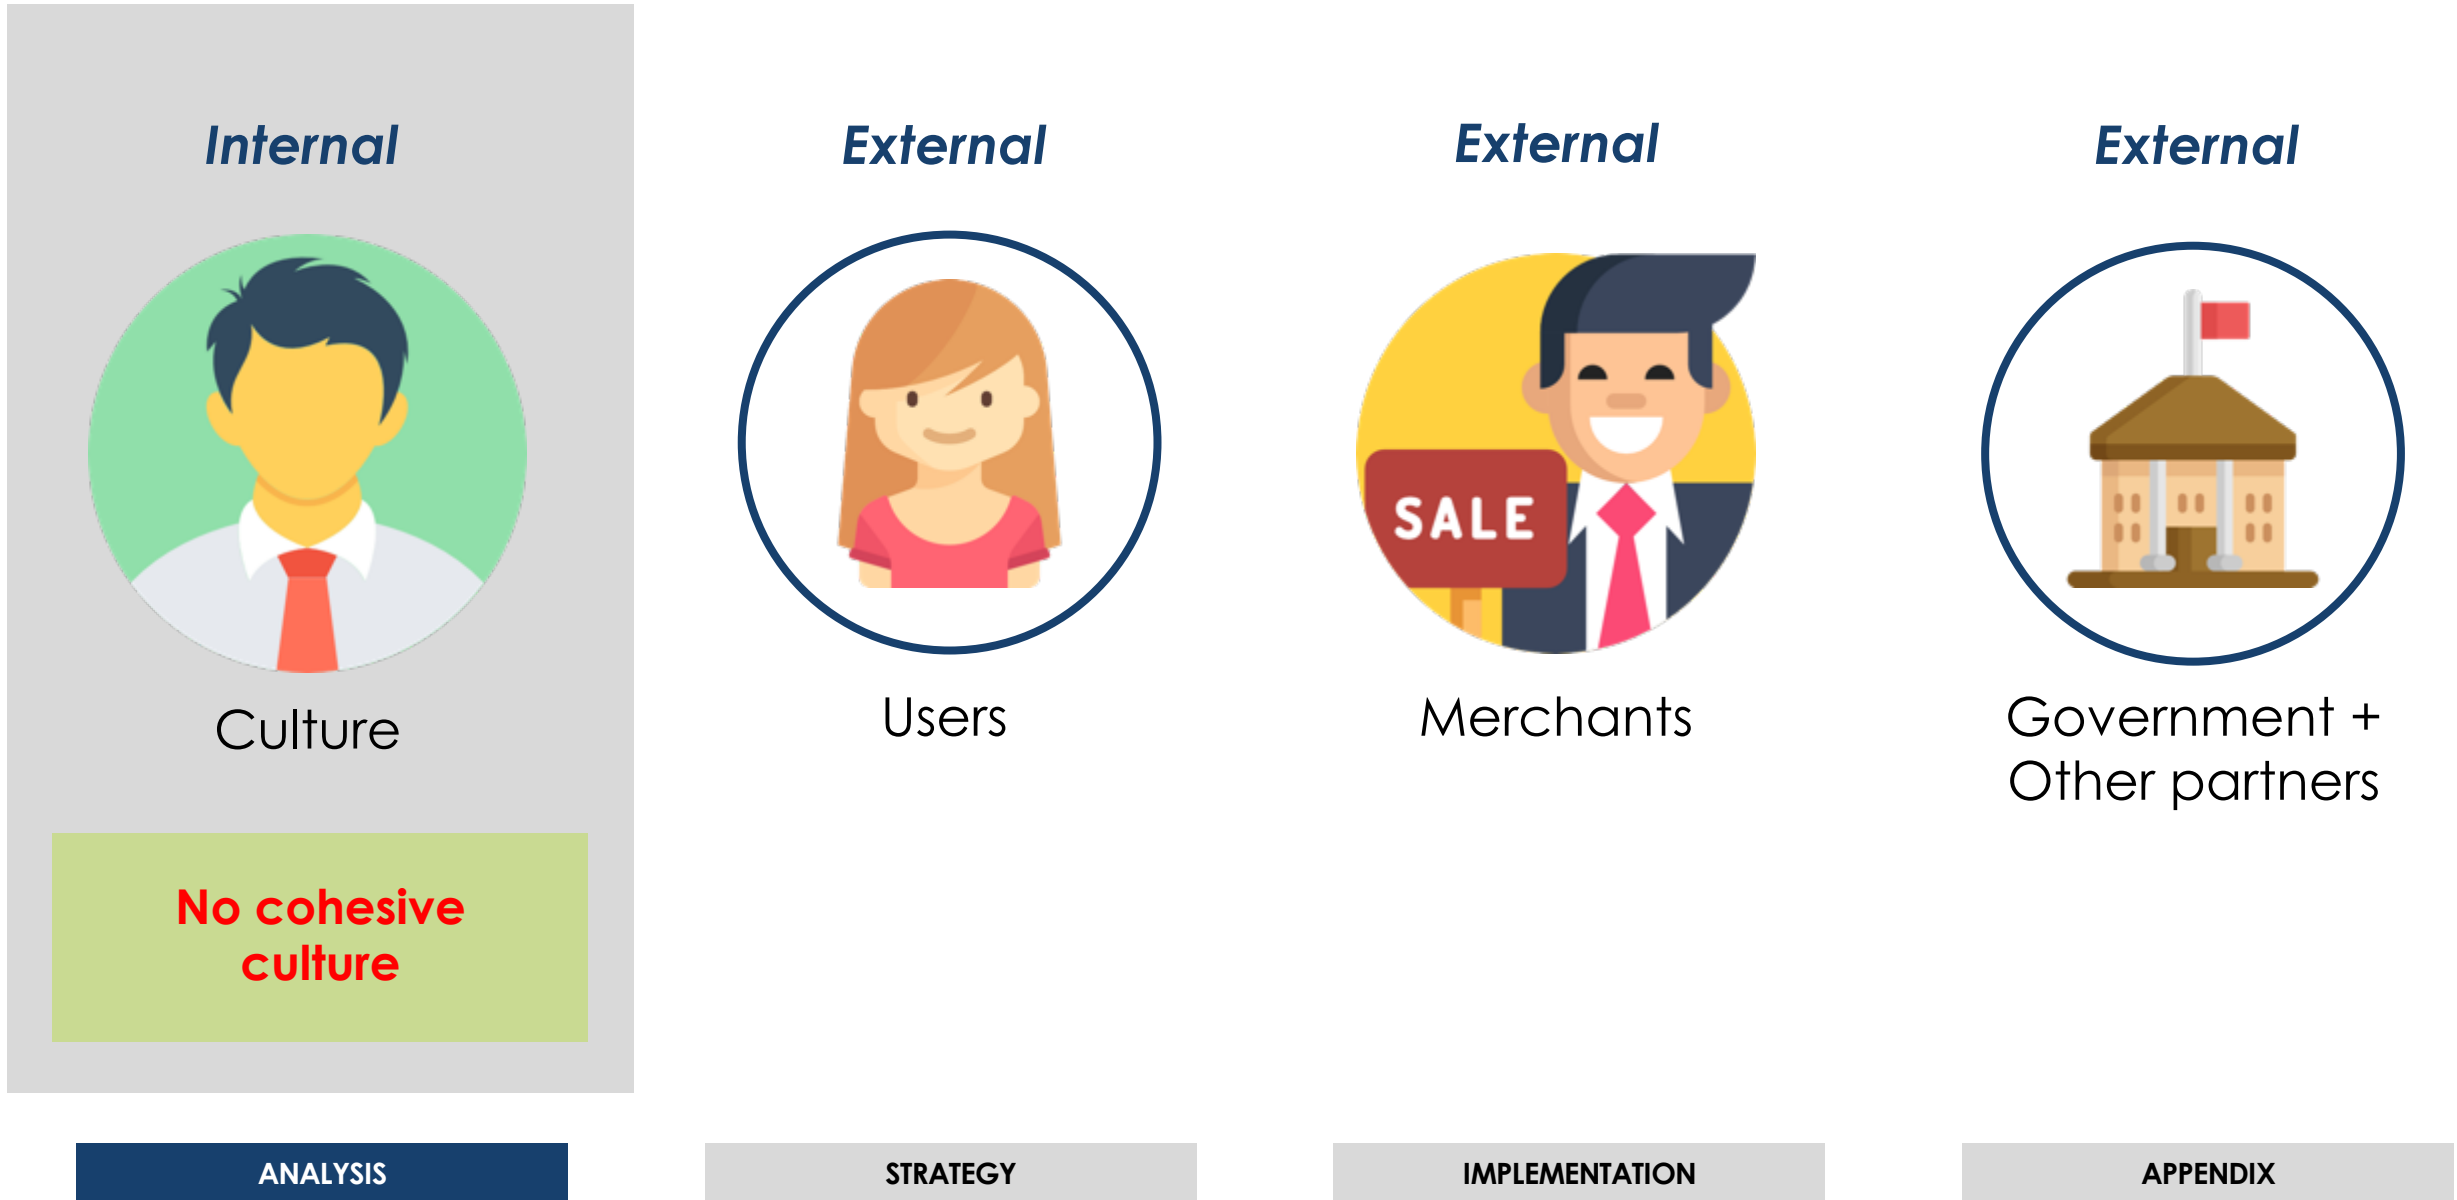 Internal
External
External
External
SALE
Culture
Users
Merchants
Government +
Other partners
No cohesive
culture
ANALYSIS
STRATEGY
IMPLEMENTATION
APPENDIX